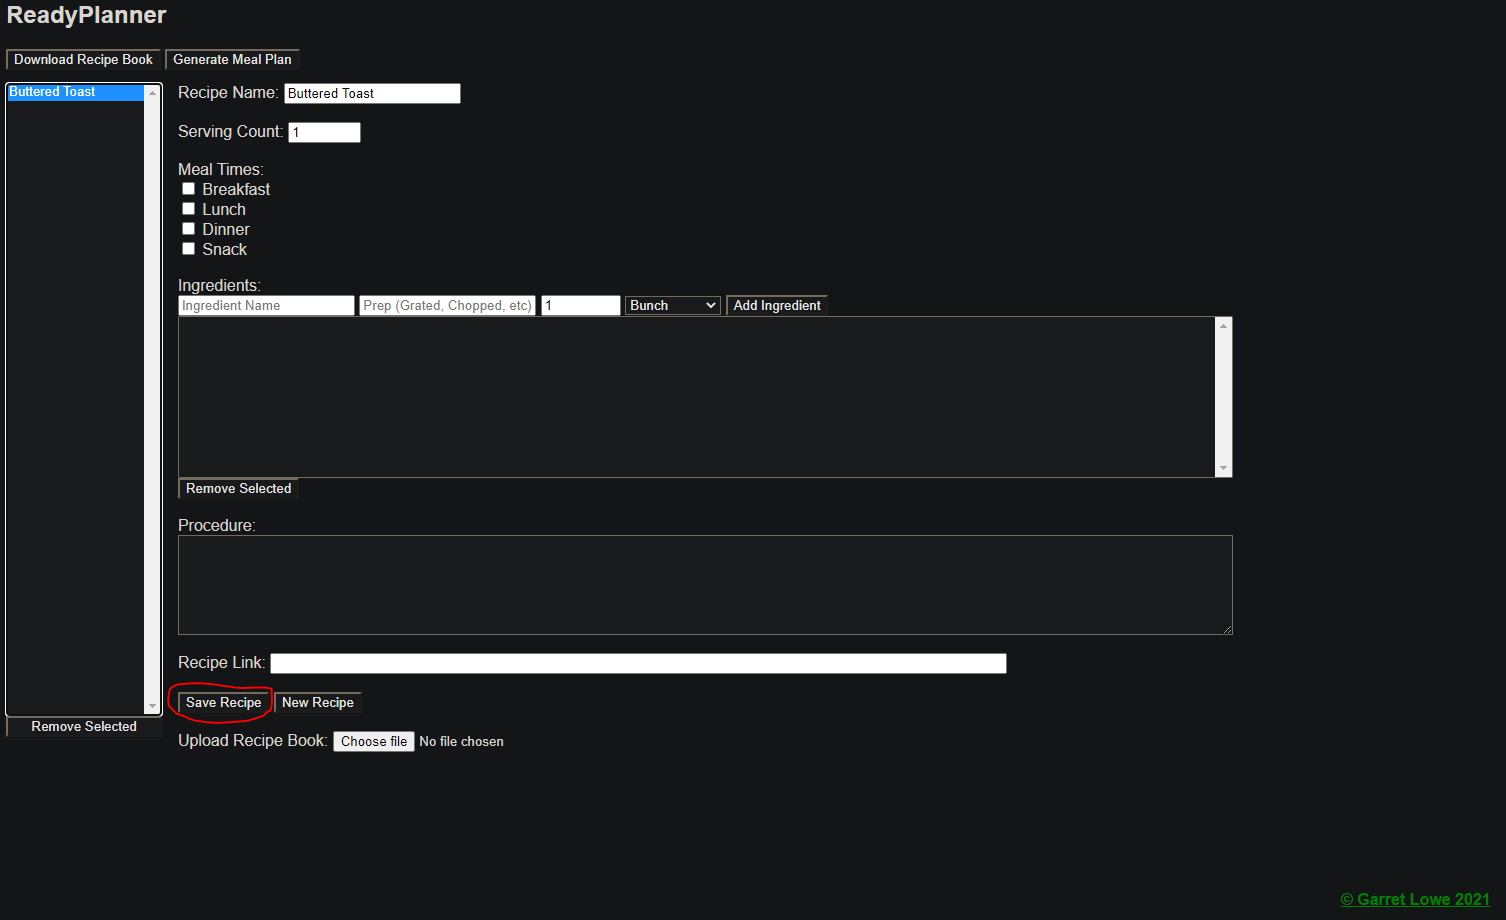 ReadyPlanner
Download Recipe Book Generate Meal Plan
Buttered Toast
Remove Selected
Recipe Name: Buttered Toast
Serving Count: 1
Meal Times:
Breakfast
Lunch
Dinner
Snack
Ingredients:
Ingredient Name Prep (Grated, Chopped, etc) 1 Bunch Add Ingredient
Remove Selected
Procedure:
Recipe Link:
Save Recipe New Recipe
Upload Recipe Book: Choose file No file chosen
© Garret Lowe 2021